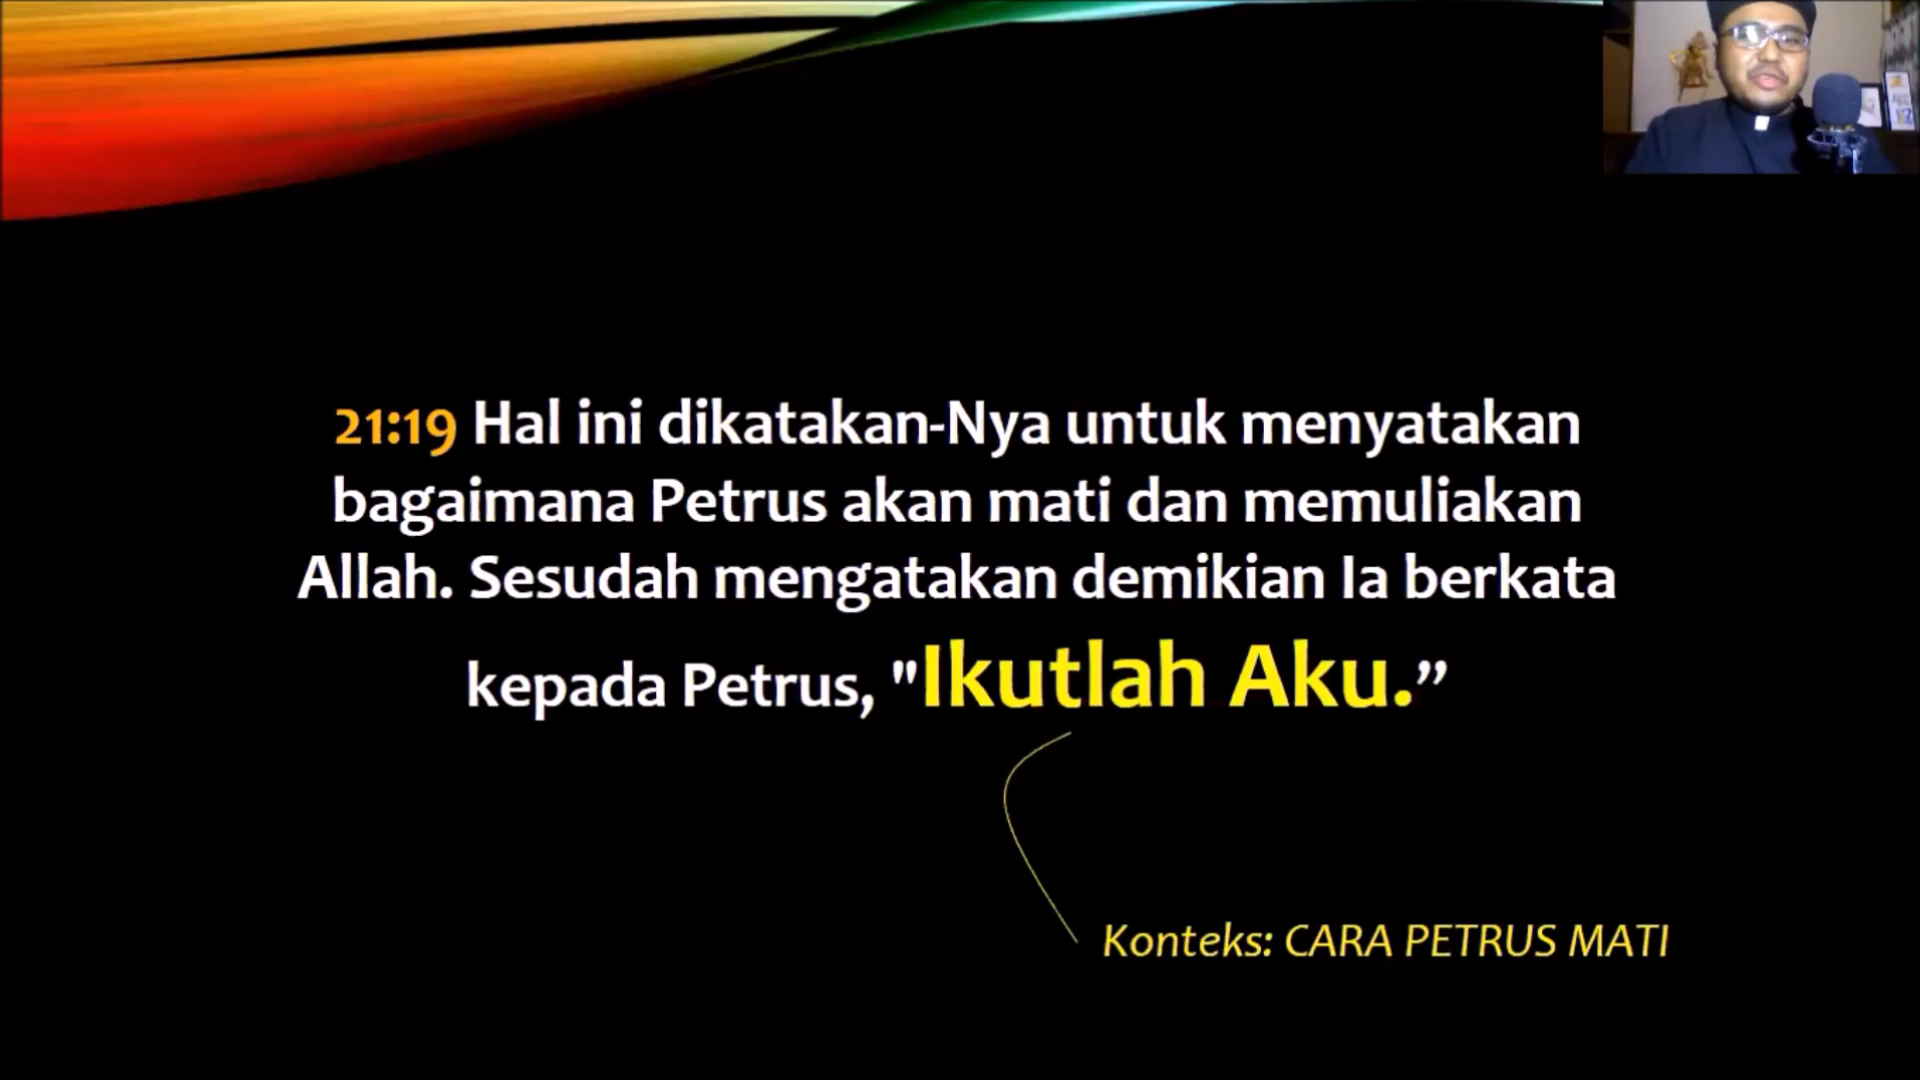 21:19 Hal ini dikatakan-Nya untuk menyatakan
bagaimana Petrus akan mati dan memuliakan
Allah. Sesudah mengatakan demikian Ia berkata
kepada Petrus, "Ikutlah Aku.”
Konteks: CARA PETRUS MATI